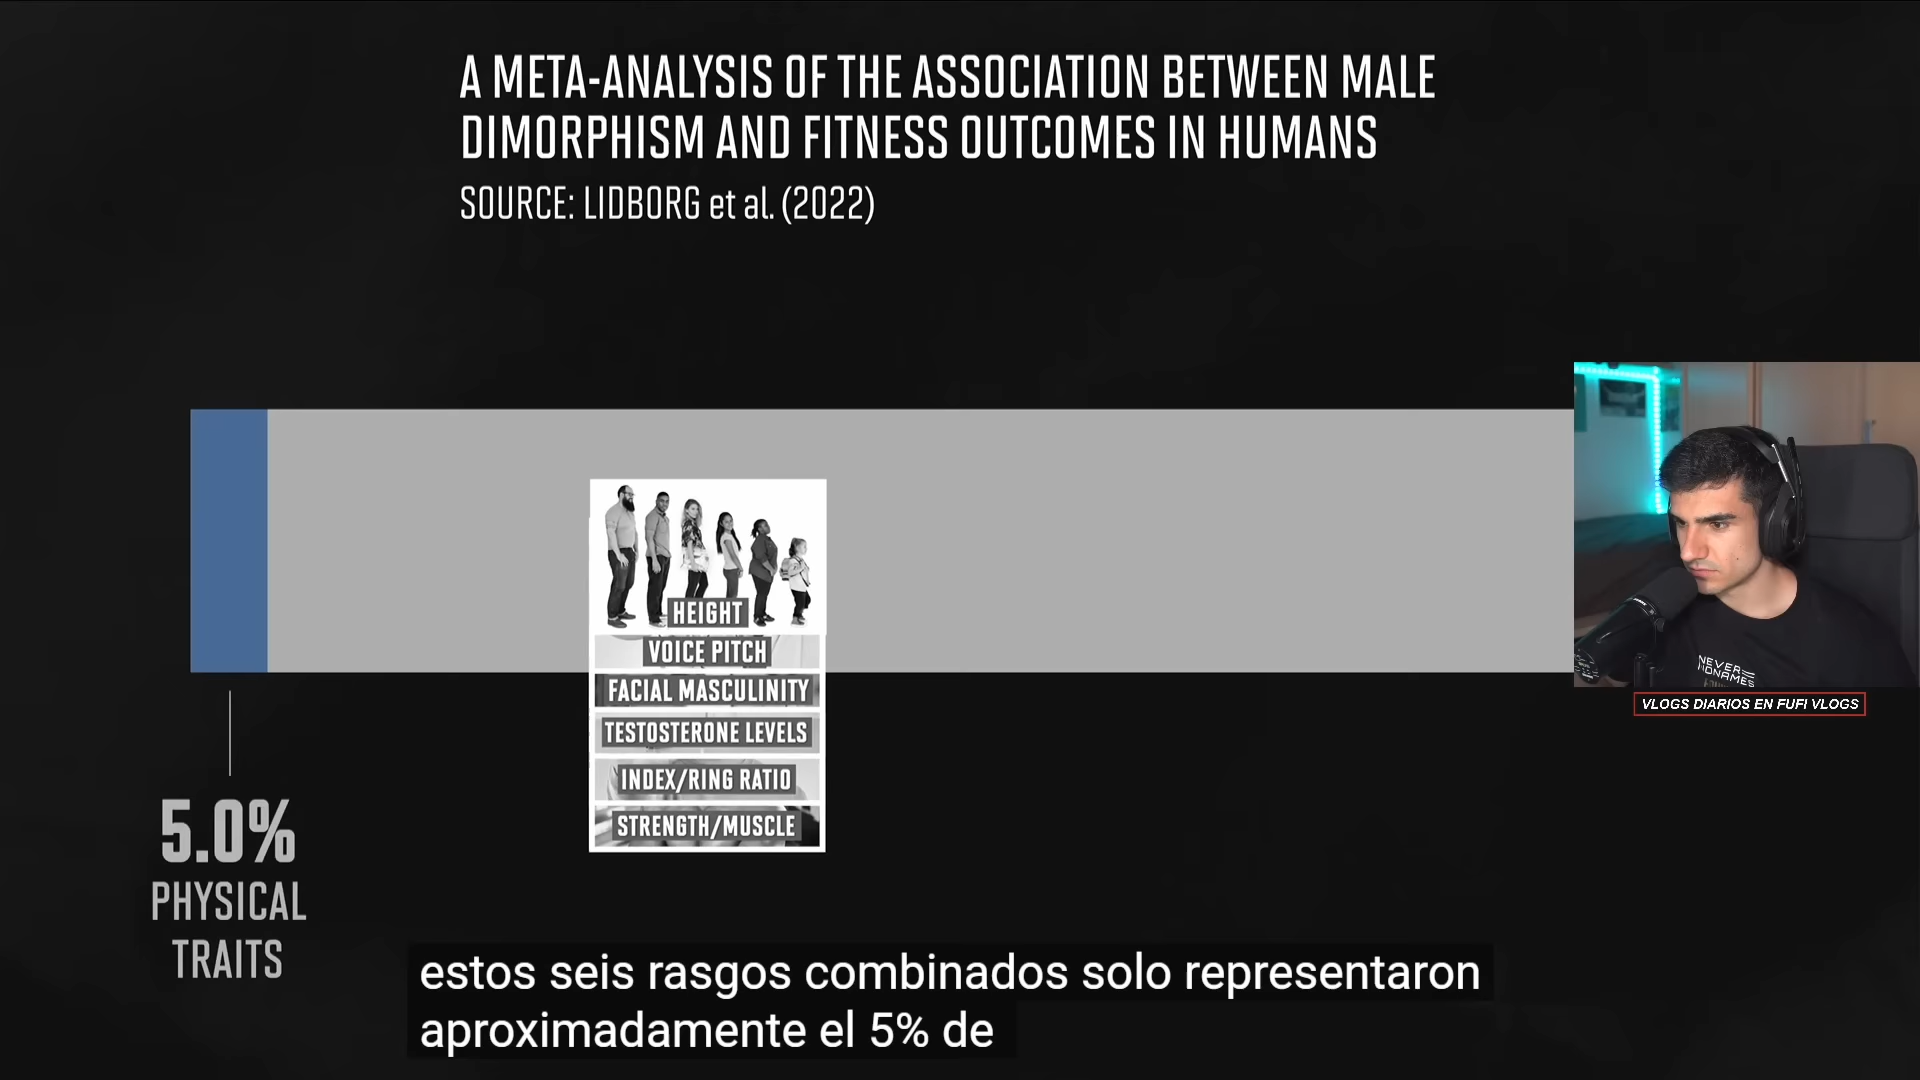 A META-ANALYSIS OF THE ASSOCIATION BETWEEN MALE
DIMORPHISM AND FITNESS OUTCOMES IN HUMANS
SOURCE: LIDBORG et al. (2022)
HEIGHT
VOICE PITCH
FACIAL MASCULINITY
TESTOSTERONE LEVELS
INDEX/RING RATIO
STRENGTH/MUSCLE
NEVER
VLOGS DIARIOS EN FUFI VLOGS
5.0%
PHYSICAL
TRAITS
estos seis rasgos combinados solo representaron
aproximadamente el 5% de